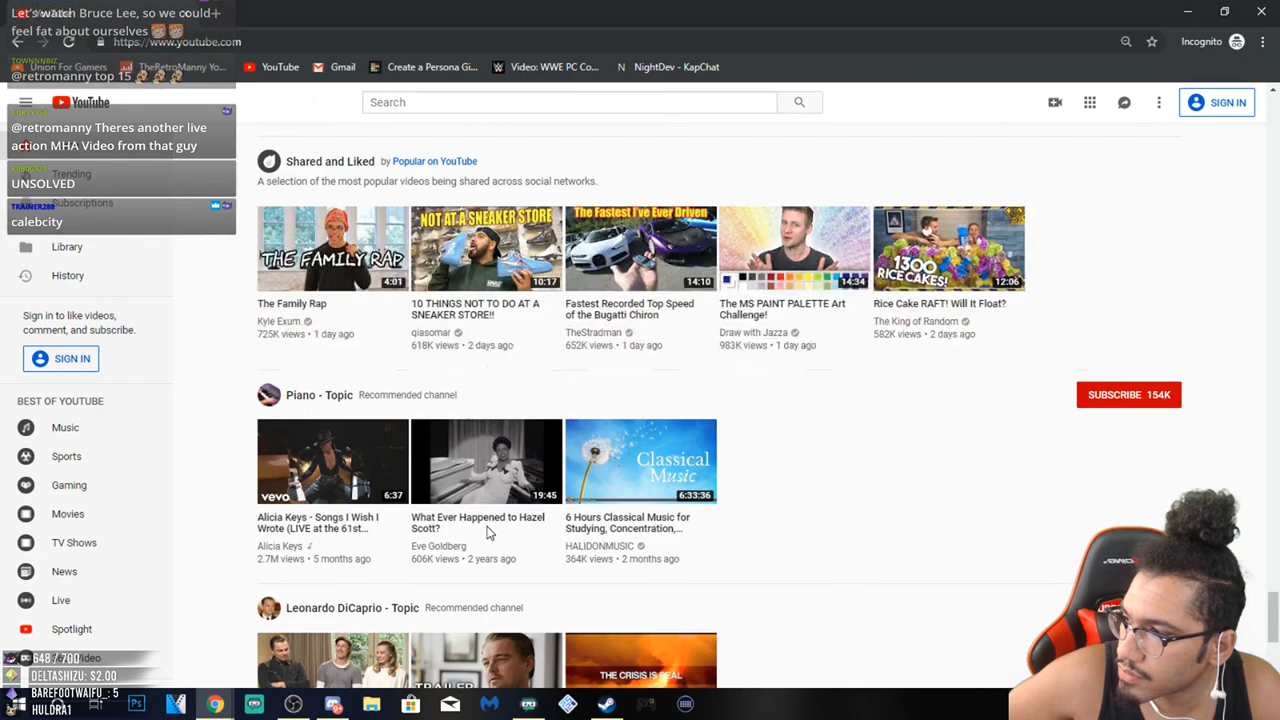 Let's watch Bruce Lee, so we could
feel fat about ourselves
https://www.youtube.com
Incognito
TOWNNNBIZ
@retromanny top 15
Union For Gamers
TheRetroManny Yo...
YouTube
Gmail
Create a Persona Gi...
Video: WWE PC Co...
NightDev - KapChat
YouTube
Search
SIGN IN
@retromanny Theres another live
action MHA Video from that guy
Trending
UNSOLVED
Subscriptions
TRAINER288
calebcity
Library
History
Sign in to like videos,
comment, and subscribe.
SIGN IN
BEST OF YOUTUBE
Music
Sports
Gaming
Movies
TV Shows
News
Live
Spotlight
648 / 700
DELTASHIZU: $2.00
BAREFOOTWAIFU_: 5
HULDRA1
Shared and Liked by Popular on YouTube
A selection of the most popular videos being shared across social networks.
THE FAMILY RAP
4:01
NOT AT A SNEAKER STORE
10:17
The Fastest I've Ever Driven
14:10
14:34
1300
RICE CAKES!
12:06
The Family Rap
Kyle Exum
725K views • 1 day ago
10 THINGS NOT TO DO AT A
SNEAKER STORE!!
qiasomar
618K views • 2 days ago
Fastest Recorded Top Speed
of the Bugatti Chiron
TheStradman
652K views • 1 day ago
The MS PAINT PALETTE Art
Challenge!
Draw with Jazza
983K views • 1 day ago
Rice Cake RAFT! Will It Float?
The King of Random
582K views • 2 days ago
Piano - Topic Recommended channel
SUBSCRIBE 154K
vevo
6:37
19:45
Classical
Music
6:33:36
Alicia Keys - Songs I Wish I
Wrote (LIVE at the 61st...
Alicia Keys
2.7M views • 5 months ago
What Ever Happened to Hazel
Scott?
Eve Goldberg
606K views • 2 years ago
6 Hours Classical Music for
Studying, Concentration,...
HALIDONMUSIC
364K views • 2 months ago
Leonardo DiCaprio - Topic Recommended channel
TRAILER
THE CRISIS IS REAL